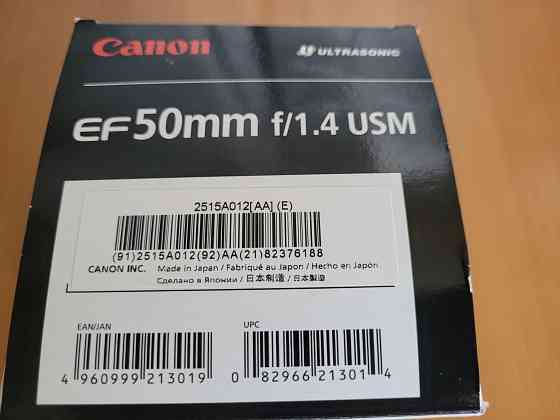 Canon
ULTRASONIC
EF50mm f/1.4 USM
2515A012[AA] (E)
(91)2515A012(92)AA(21)82376188
CANON INC. Made in Japan / Fabriqué au Japon / Hecho en Japón
Сделано в Японии / 日本制造 / 日本製造
EAN/JAN
UPC
4 960999 213019
0 82966 21301 4